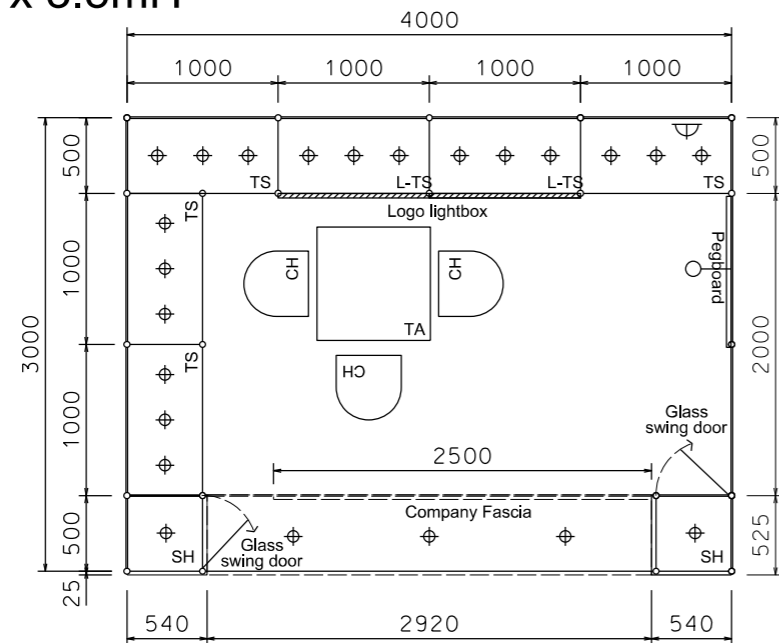 4000
1000 1000 1000 1000
500
TS L-TS L-TS TS
500
Logo lightbox
TS
CH
CH
TA
Pegboard
1000
3000
2000
TS
CH
1000
Glass
swing door
2500
Company Fascia
500
SH
Glass
swing door
SH
525
25
540 2920 540